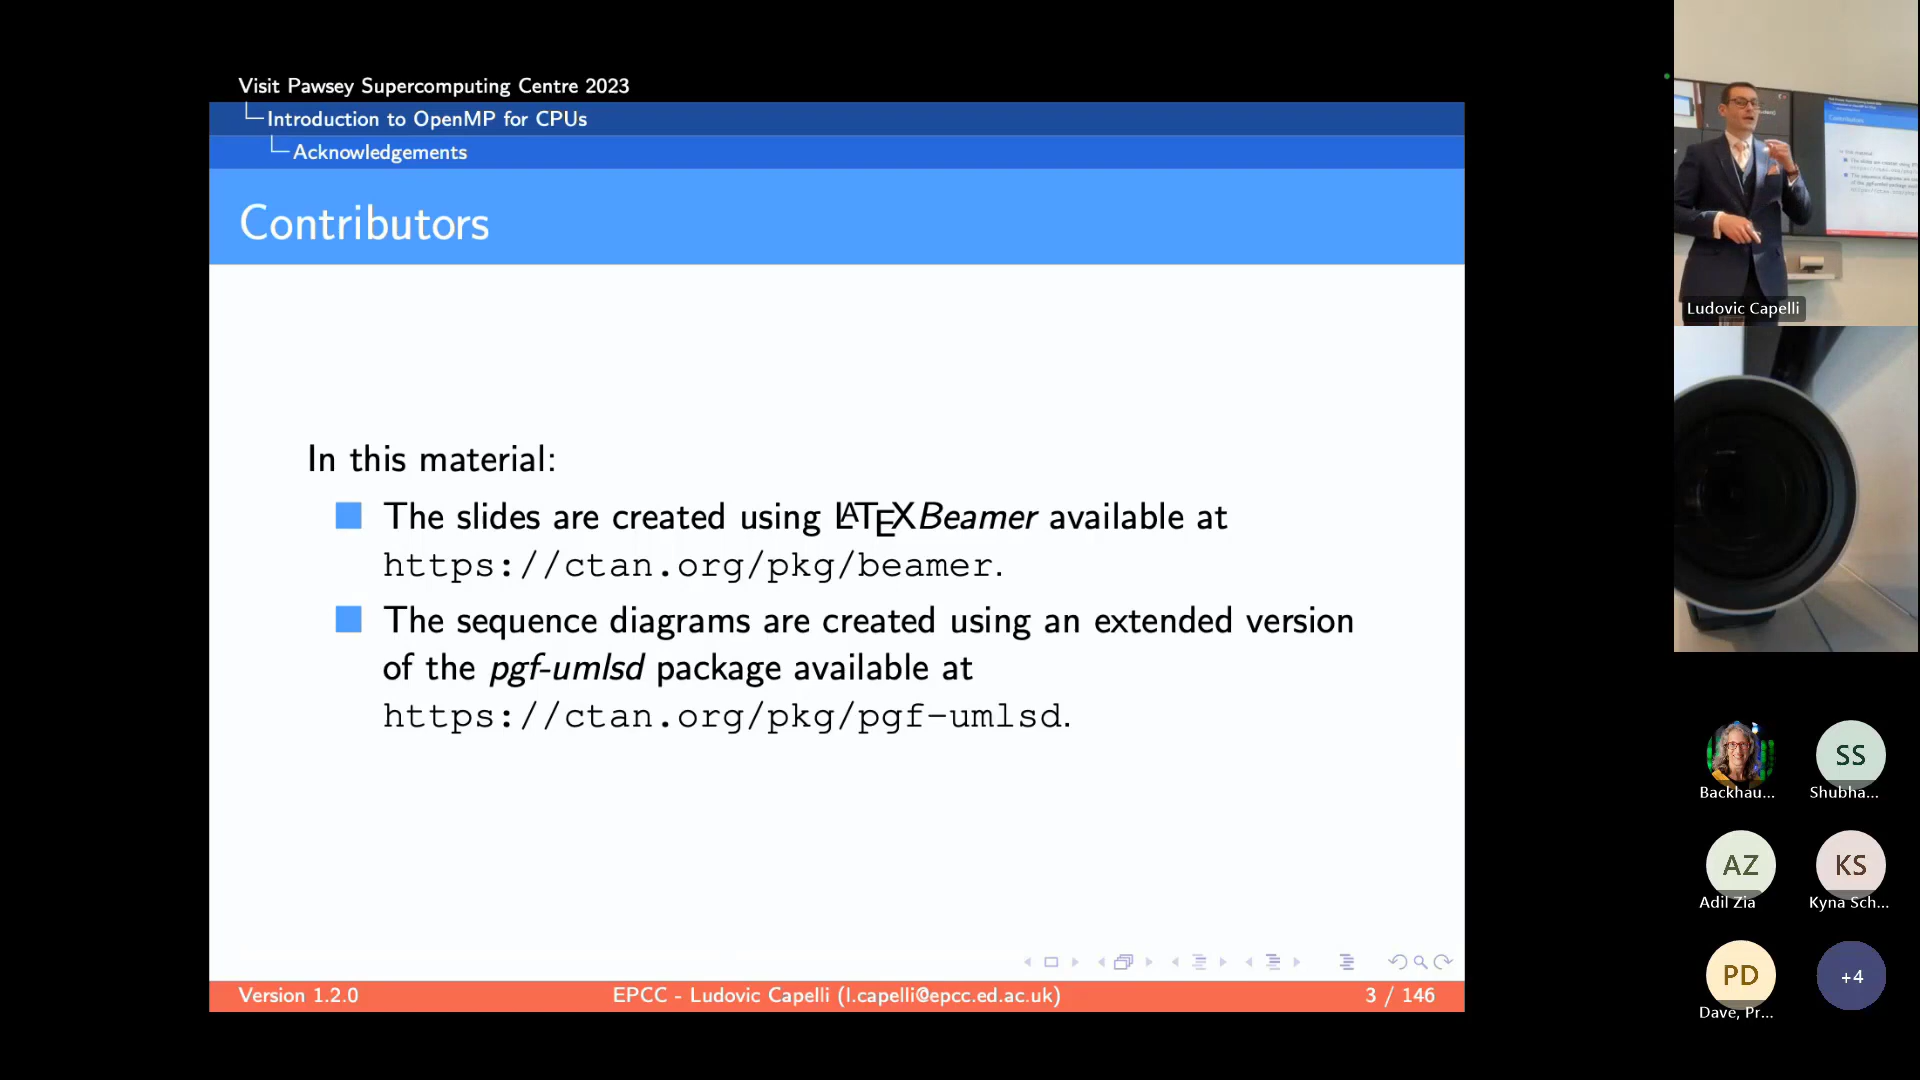 Visit Pawsey Supercomputing Centre 2023
Introduction to OpenMP for CPUs
Acknowledgements
Contributors
In this material:
The slides are created using LATEX Beamer available at
https://ctan.org/pkg/beamer.
The sequence diagrams are created using an extended version
of the pgf-umlsd package available at
https://ctan.org/pkg/pgf-umlsd.
Version 1.2.0
EPCC - Ludovic Capelli (l.capelli@epcc.ed.ac.uk)
3 / 146
Ludovic Capelli
Backhau...
SS
Shubha...
AZ
Adil Zia
KS
Kyna Sch...
PD
Dave, Pr...
+4